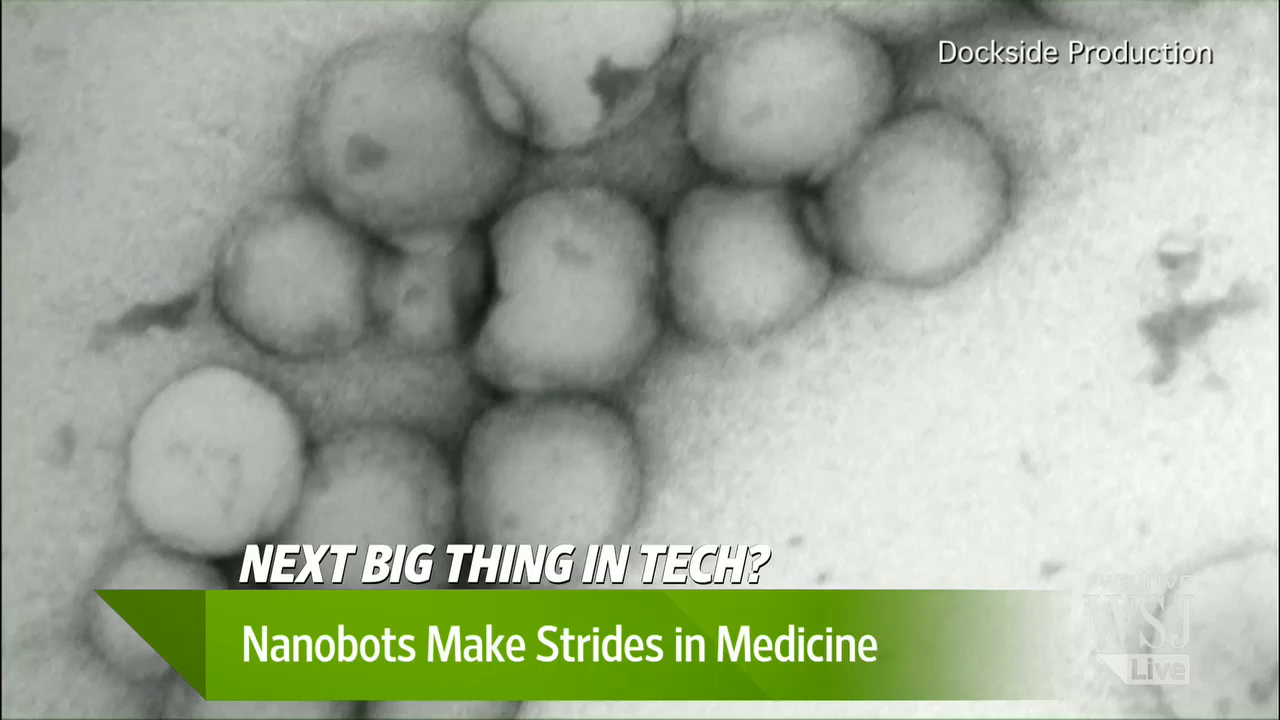 Dockside Production
NEXT BIG THING IN TECH?
Nanobots Make Strides in Medicine
WSJ
Live